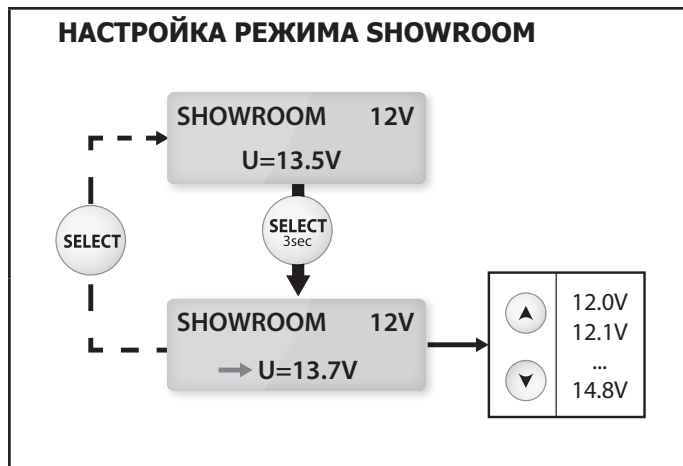 НАСТРОЙКА РЕЖИМА SHOWROOM
SHOWROOM 12V
U=13.5V
SELECT
SELECT
3sec
SHOWROOM 12V
U=13.7V
12.0V
12.1V
...
14.8V